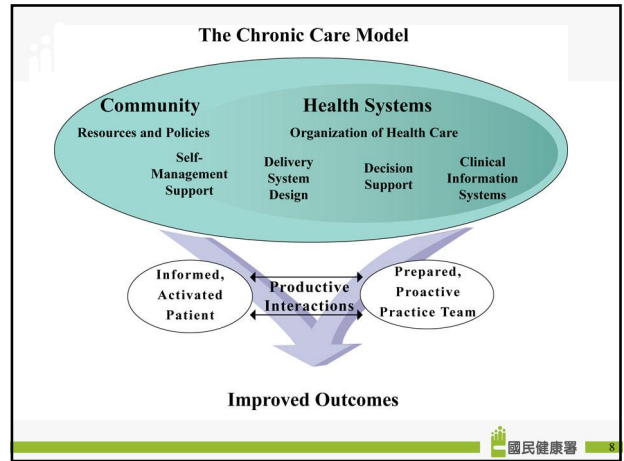 The Chronic Care Model
Community
Health Systems
Resources and Policies
Organization of Health Care
Self-
Management
Support
Delivery
System
Design
Decision
Support
Clinical
Information
Systems
Informed,
Activated
Patient
Productive
Interactions
Prepared,
Proactive
Practice Team
Improved Outcomes
國民健康署
8